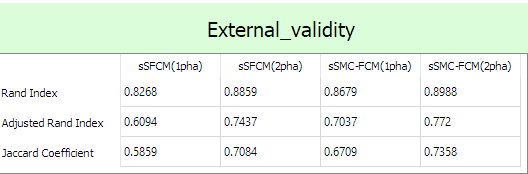 External_validity
sSFCM(1pha) sSFCM(2pha) sSMC-FCM(1pha) sSMC-FCM(2pha)
Rand Index 0.8268 0.8859 0.8679 0.8988
Adjusted Rand Index 0.6094 0.7437 0.7037 0.772
Jaccard Coefficient 0.5859 0.7084 0.6709 0.7358